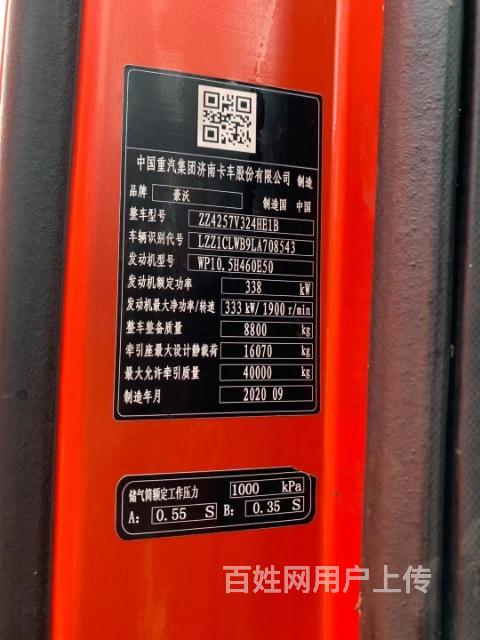 中国重汽集团济南卡车股份有限公司 制造
品牌 豪沃 制造国 中国
整车型号 ZZ4257V324HE1B
车辆识别代号 LZZ1CLWB9LA708543
发动机型号 WP10.5H460E50
发动机额定功率 338 kW
发动机最大净功率/转速 333 kW/ 1900 r/min
整车整备质量 8800 kg
牵引座最大设计静载荷 16070 kg
最大允许牵引质量 40000 kg
制造年月 2020 09
储气筒额定工作压力 1000 kPa
A: 0.55 S B: 0.35 S
百姓网用户上传